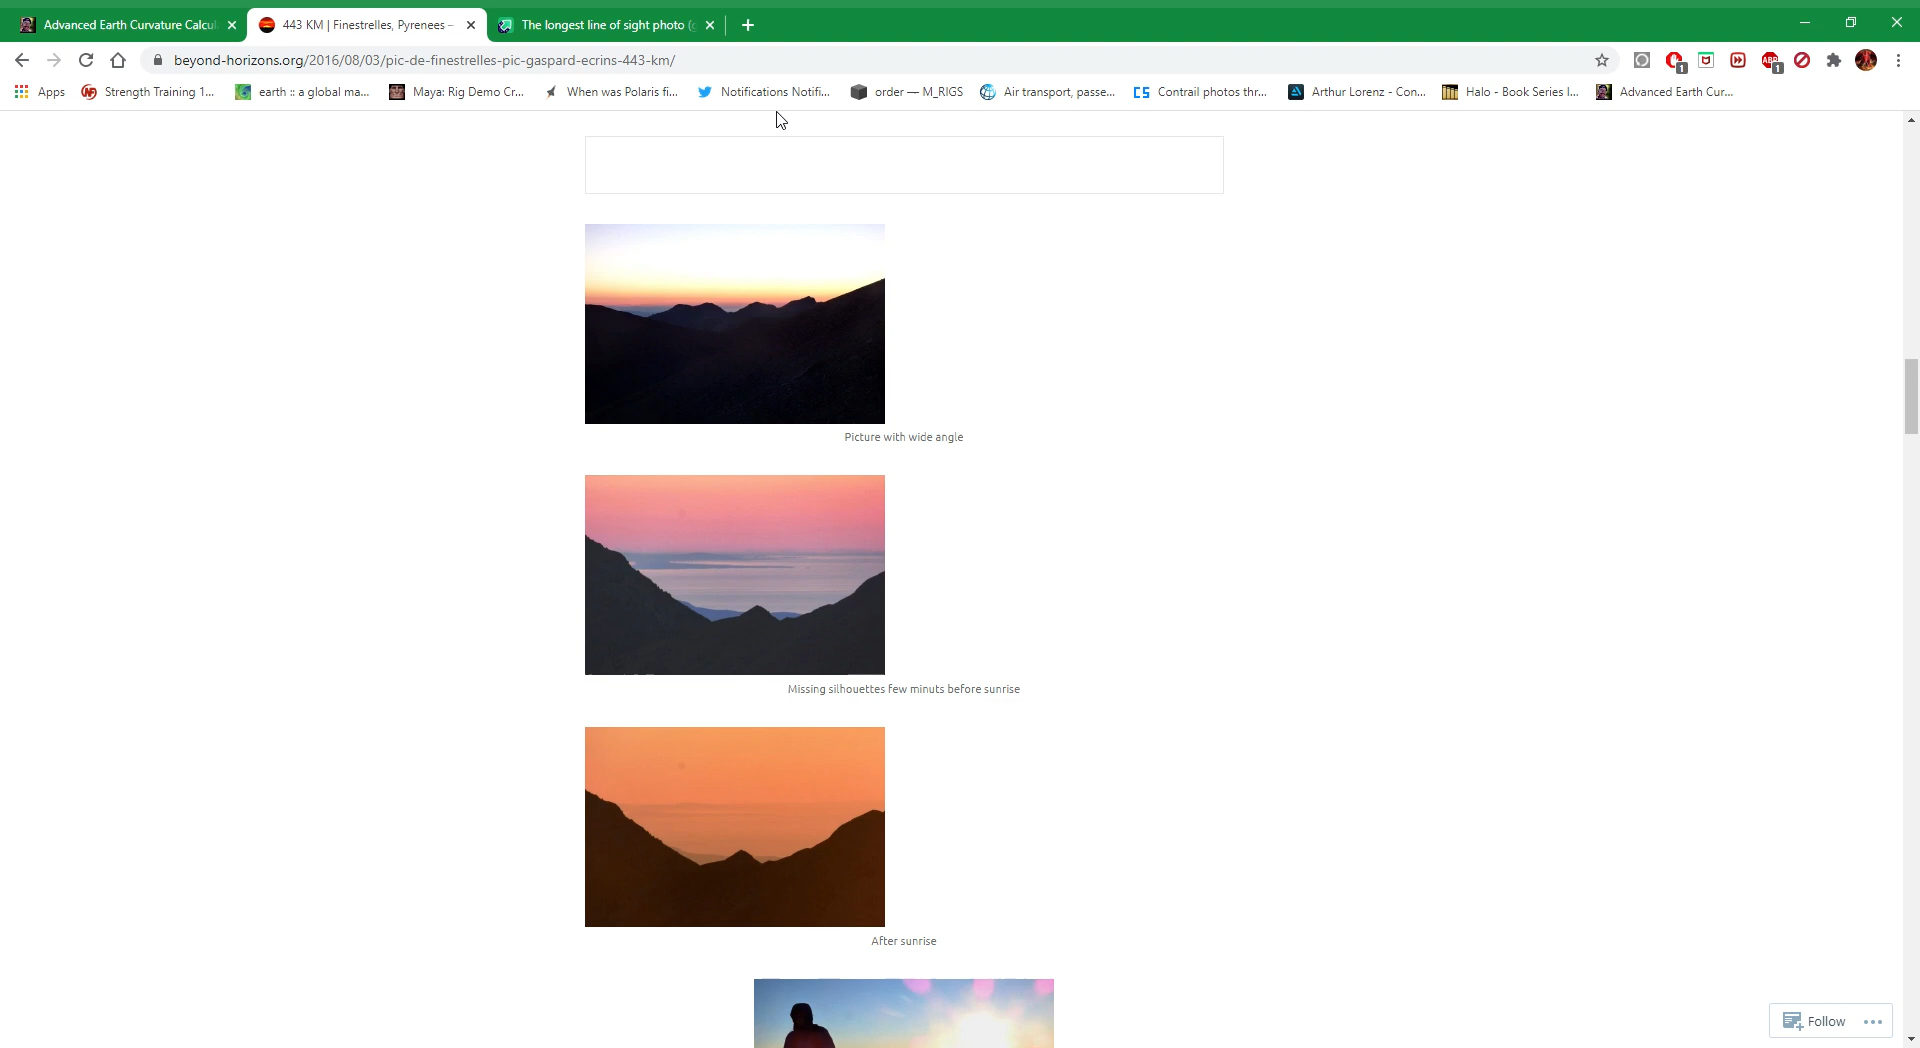 Advanced Earth Curvature Calcul
443 KM | Finestrelles, Pyrenees –
The longest line of sight photo (g
beyond-horizons.org/2016/08/03/pic-de-finestrelles-pic-gaspard-ecrins-443-km/
1
ABP
1
Apps
Strength Training 1...
earth :: a global ma...
Maya: Rig Demo Cr...
When was Polaris fi...
Notifications Notifi...
order — M_RIGS
Air transport, passe...
Contrail photos thr...
Arthur Lorenz - Con...
Halo - Book Series I...
Advanced Earth Cur...
Picture with wide angle
Missing silhouettes few minuts before sunrise
After sunrise
Follow